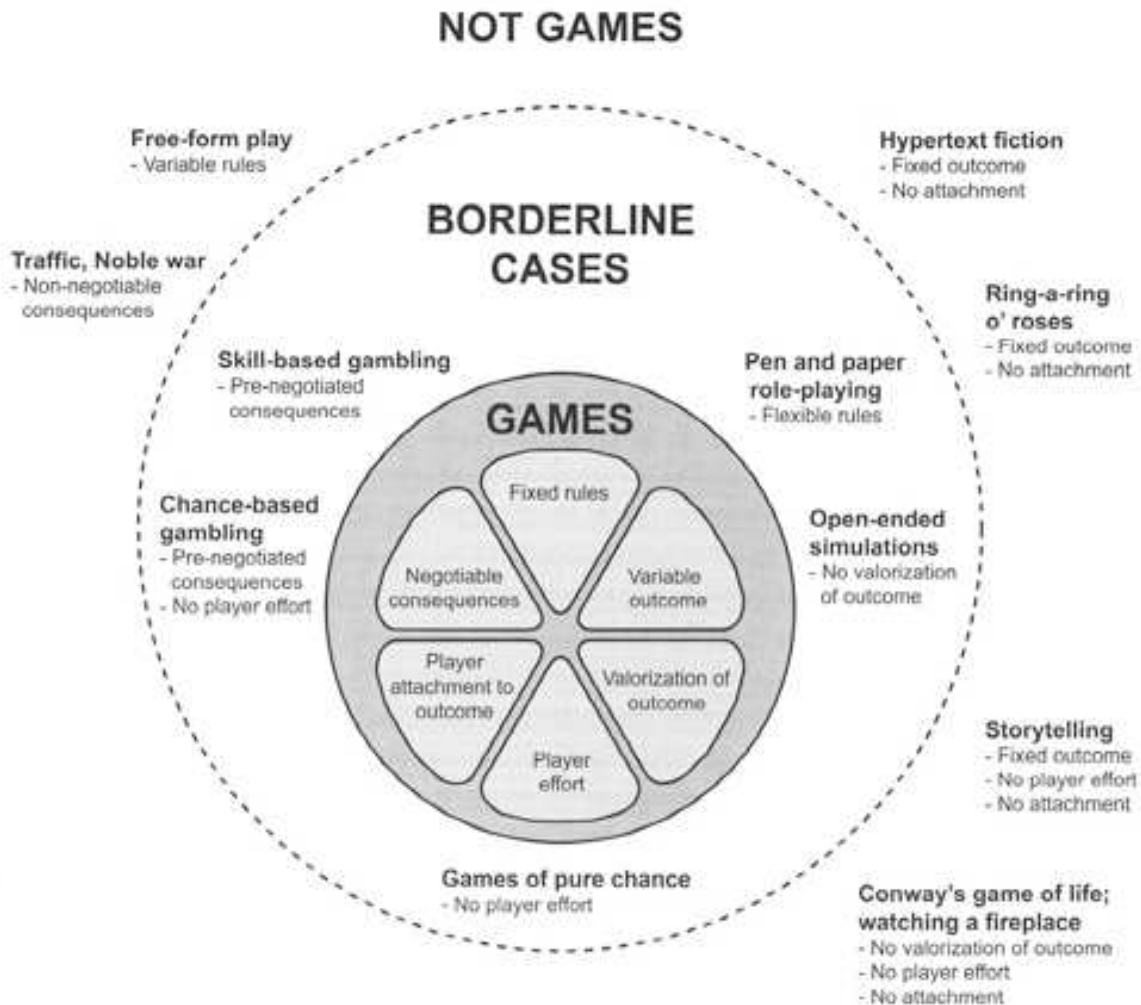 NOT GAMES
Free-form play
- Variable rules
Hypertext fiction
- Fixed outcome
- No attachment
BORDERLINE
CASES
Traffic, Noble war
- Non-negotiable
consequences
Ring-a-ring
o' roses
- Fixed outcome
- No attachment
Skill-based gambling
- Pre-negotiated
consequences
Pen and paper
role-playing
- Flexible rules
GAMES
Fixed rules
Chance-based
gambling
- Pre-negotiated
consequences
- No player effort
Negotiable
consequences
Variable
outcome
Open-ended
simulations
- No valorization
of outcome
Player
attachment to
outcome
Valorization of
outcome
Player
effort
Storytelling
- Fixed outcome
- No player effort
- No attachment
Games of pure chance
- No player effort
Conway's game of life;
watching a fireplace
- No valorization of outcome
- No player effort
- No attachment